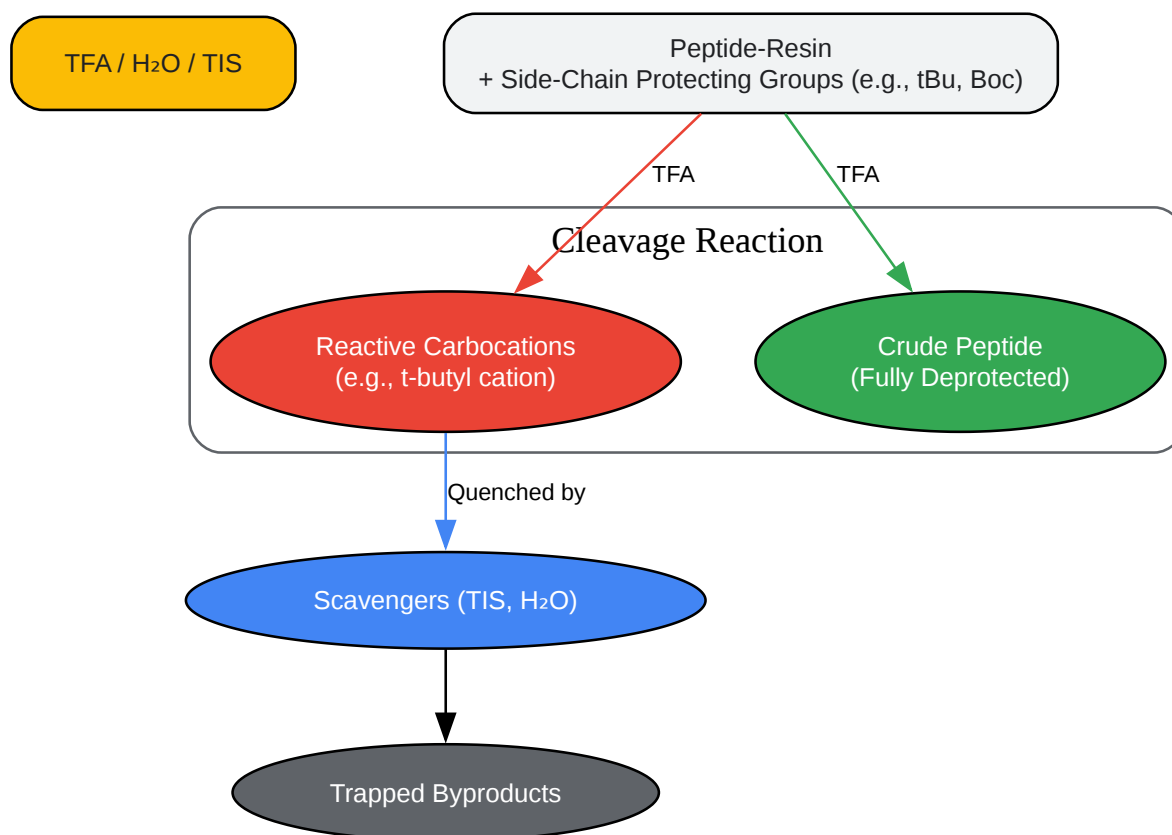 TFA / H₂O / TIS
Peptide-Resin
+ Side-Chain Protecting Groups (e.g., tBu, Boc)
TFA
TFA
Cleavage Reaction
Reactive Carbocations
(e.g., t-butyl cation)
Crude Peptide
(Fully Deprotected)
Quenched by
Scavengers (TIS, H₂O)
Trapped Byproducts